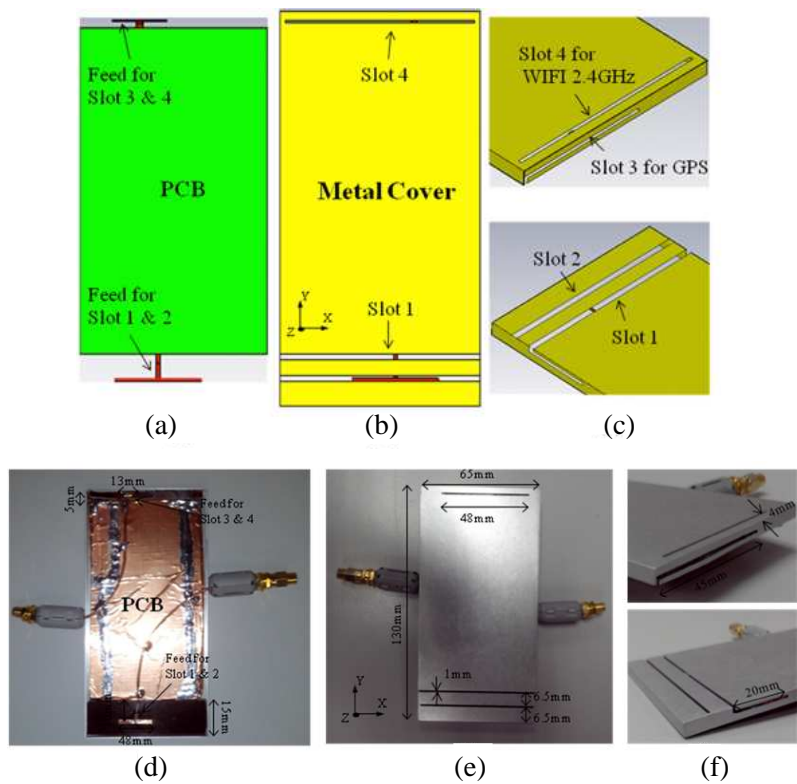 Feed for
Slot 3 & 4
PCB
Feed for
Slot 1 & 2
(a)
Slot 4
Metal Cover
Y
Z
X
Slot 1
(b)
Slot 4 for
WIFI 2.4GHz
Slot 3 for GPS
Slot 2
Slot 1
(c)
13mm
5mm
Feed for
Slot 3 & 4
PCB
Feed for
Slot 1 & 2
48mm
15mm
(d)
65mm
48mm
130mm
1mm
Y
Z
X
6.5mm
6.5mm
(e)
4mm
45mm
20mm
(f)